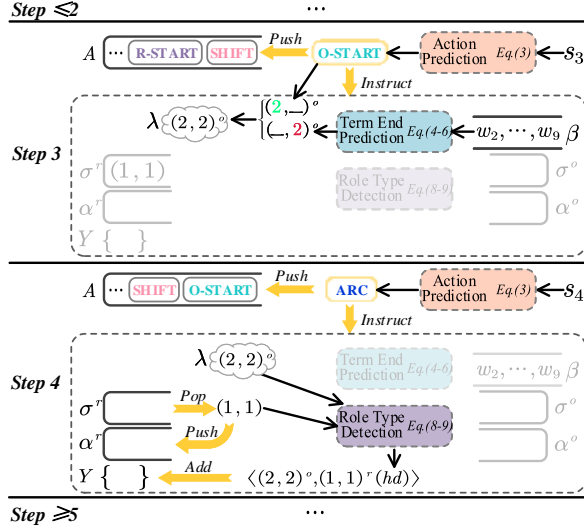 Step ⩽2 ...
Push Action
A ... R-START SHIFT O-START Prediction Eq.(3) s₃
Instruct
(2,_)ᵒ Term End
λ (2,2)ᵒ (_,2)ᵒ Prediction Eq.(4-6) w₂,⋯,w₉ β
Step 3
σʳ (1,1) σᵒ
Role Type
αʳ Detection Eq.(8-9) αᵒ
Y { }
Push Action
A ... SHIFT O-START ARC Prediction Eq.(3) s₄
Instruct
λ (2,2)ᵒ Term End
Prediction Eq.(4-6) w₂,⋯,w₉ β
Step 4
Pop
σʳ (1,1) Role Type σᵒ
Push Detection Eq.(8-9)
αʳ αᵒ
Add
Y { } ⟨(2,2)ᵒ,(1,1)ʳ(hd)⟩
Step ⩾5 ...